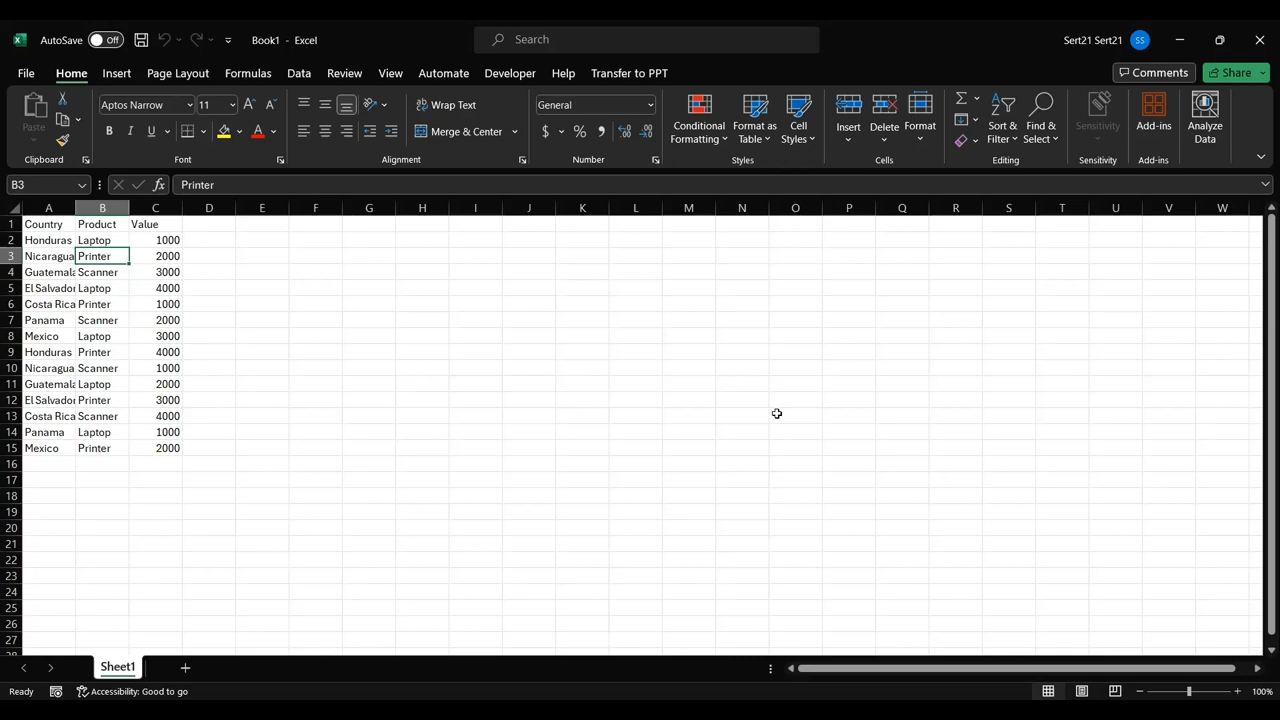 AutoSave Off Book1 - Excel Search Sert21 Sert21 SS
File Home Insert Page Layout Formulas Data Review View Automate Developer Help Transfer to PPT Comments Share
Paste Aptos Narrow 11 A A Wrap Text General Conditional Formatting Format as Table Cell Styles Insert Delete Format Sort & Filter Find & Select Sensitivity Add-ins Analyze Data
B I U A Merge & Center $ % ,
Clipboard Font Alignment Number Styles Cells Editing Sensitivity Add-ins
B3 fx Printer
A B C D E F G H I J K L M N O P Q R S T U V W
1 Country Product Value
2 Honduras Laptop 1000
3 Nicaragua Printer 2000
4 Guatemala Scanner 3000
5 El Salvador Laptop 4000
6 Costa Rica Printer 1000
7 Panama Scanner 2000
8 Mexico Laptop 3000
9 Honduras Printer 4000
10 Nicaragua Scanner 1000
11 Guatemala Laptop 2000
12 El Salvador Printer 3000
13 Costa Rica Scanner 4000
14 Panama Laptop 1000
15 Mexico Printer 2000
16
17
18
19
20
21
22
23
24
25
26
27
28
Sheet1
Ready Accessibility: Good to go 100%